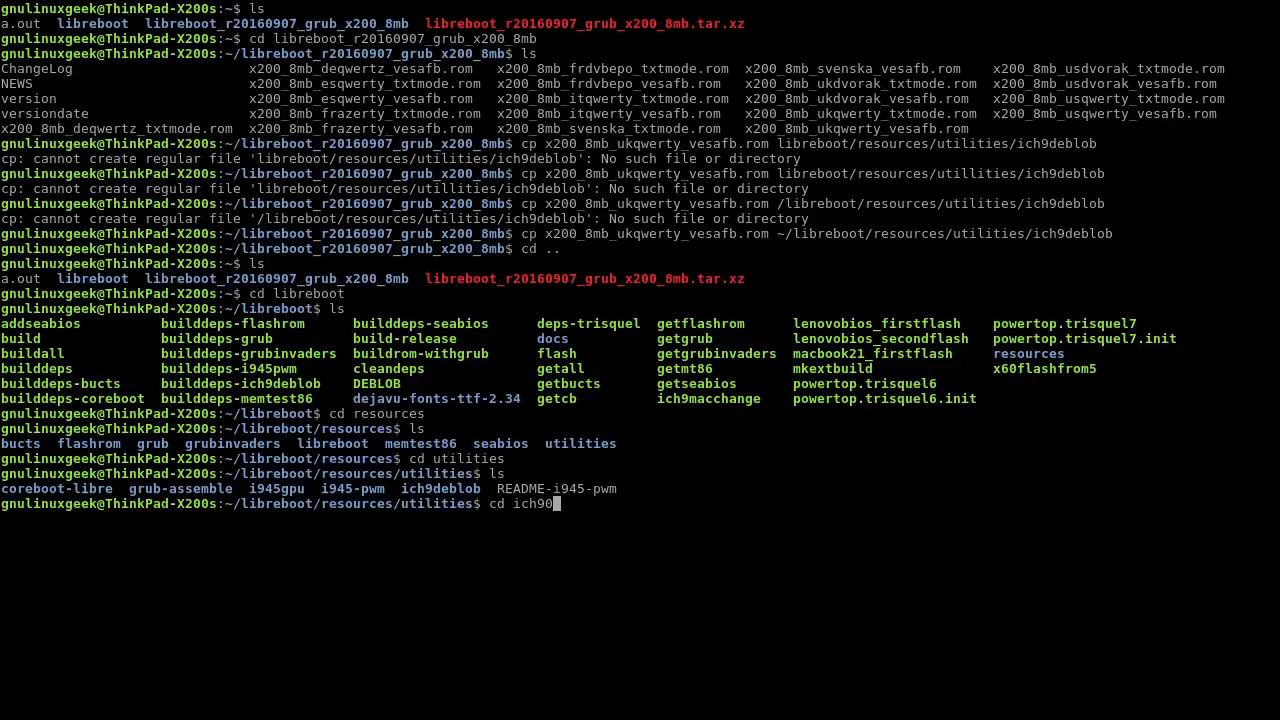 gnulinuxgeek@ThinkPad-X200s:~$ ls
a.out  libreboot  libreboot_r20160907_grub_x200_8mb  libreboot_r20160907_grub_x200_8mb.tar.xz
gnulinuxgeek@ThinkPad-X200s:~$ cd libreboot_r20160907_grub_x200_8mb
gnulinuxgeek@ThinkPad-X200s:~/libreboot_r20160907_grub_x200_8mb$ ls
ChangeLog                      x200_8mb_deqwertz_vesafb.rom   x200_8mb_frdvbepo_txtmode.rom  x200_8mb_svenska_vesafb.rom    x200_8mb_usdvorak_txtmode.rom
NEWS                           x200_8mb_esqwerty_txtmode.rom  x200_8mb_frdvbepo_vesafb.rom   x200_8mb_ukdvorak_txtmode.rom  x200_8mb_usdvorak_vesafb.rom
version                        x200_8mb_esqwerty_vesafb.rom   x200_8mb_itqwerty_txtmode.rom  x200_8mb_ukdvorak_vesafb.rom   x200_8mb_usqwerty_txtmode.rom
versiondate                    x200_8mb_frazerty_txtmode.rom  x200_8mb_itqwerty_vesafb.rom   x200_8mb_ukqwerty_txtmode.rom  x200_8mb_usqwerty_vesafb.rom
x200_8mb_deqwertz_txtmode.rom  x200_8mb_frazerty_vesafb.rom   x200_8mb_svenska_txtmode.rom   x200_8mb_ukqwerty_vesafb.rom
gnulinuxgeek@ThinkPad-X200s:~/libreboot_r20160907_grub_x200_8mb$ cp x200_8mb_ukqwerty_vesafb.rom libreboot/resources/utilities/ich9deblob
cp: cannot create regular file 'libreboot/resources/utilities/ich9deblob': No such file or directory
gnulinuxgeek@ThinkPad-X200s:~/libreboot_r20160907_grub_x200_8mb$ cp x200_8mb_ukqwerty_vesafb.rom libreboot/resources/utillities/ich9deblob
cp: cannot create regular file 'libreboot/resources/utillities/ich9deblob': No such file or directory
gnulinuxgeek@ThinkPad-X200s:~/libreboot_r20160907_grub_x200_8mb$ cp x200_8mb_ukqwerty_vesafb.rom /libreboot/resources/utilities/ich9deblob
cp: cannot create regular file '/libreboot/resources/utilities/ich9deblob': No such file or directory
gnulinuxgeek@ThinkPad-X200s:~/libreboot_r20160907_grub_x200_8mb$ cp x200_8mb_ukqwerty_vesafb.rom ~/libreboot/resources/utilities/ich9deblob
gnulinuxgeek@ThinkPad-X200s:~/libreboot_r20160907_grub_x200_8mb$ cd ..
gnulinuxgeek@ThinkPad-X200s:~$ ls
a.out  libreboot  libreboot_r20160907_grub_x200_8mb  libreboot_r20160907_grub_x200_8mb.tar.xz
gnulinuxgeek@ThinkPad-X200s:~$ cd libreboot
gnulinuxgeek@ThinkPad-X200s:~/libreboot$ ls
addseabios          builddeps-flashrom      builddeps-seabios      deps-trisquel  getflashrom      lenovobios_firstflash    powertop.trisquel7
build               builddeps-grub          build-release          docs           getgrub          lenovobios_secondflash   powertop.trisquel7.init
buildall            builddeps-grubinvaders  buildrom-withgrub      flash          getgrubinvaders  macbook21_firstflash     resources
builddeps           builddeps-i945pwm       cleandeps              getall         getmt86          mkextbuild               x60flashfrom5
builddeps-bucts     builddeps-ich9deblob    DEBLOB                 getbucts       getseabios       powertop.trisquel6
builddeps-coreboot  builddeps-memtest86     dejavu-fonts-ttf-2.34  getcb          ich9macchange    powertop.trisquel6.init
gnulinuxgeek@ThinkPad-X200s:~/libreboot$ cd resources
gnulinuxgeek@ThinkPad-X200s:~/libreboot/resources$ ls
bucts  flashrom  grub  grubinvaders  libreboot  memtest86  seabios  utilities
gnulinuxgeek@ThinkPad-X200s:~/libreboot/resources$ cd utilities
gnulinuxgeek@ThinkPad-X200s:~/libreboot/resources/utilities$ ls
coreboot-libre  grub-assemble  i945gpu  i945-pwm  ich9deblob  README-i945-pwm
gnulinuxgeek@ThinkPad-X200s:~/libreboot/resources/utilities$ cd ich90